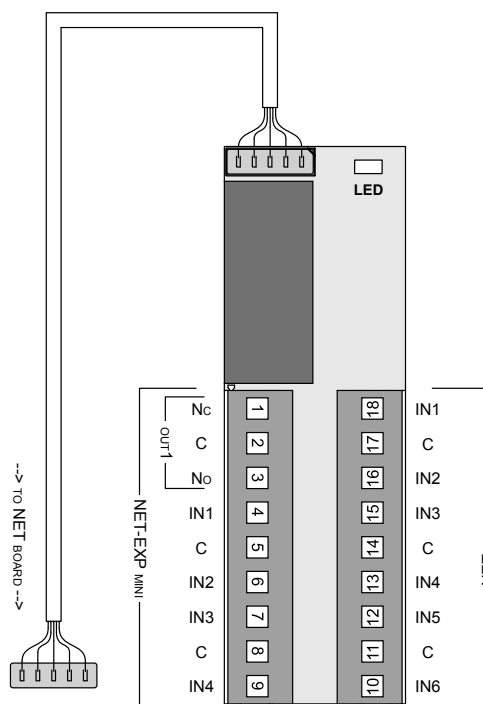 LED
NC
1
18
IN1
C
2
17
C
NO
3
16
IN2
OUT1
IN1
4
15
IN3
C
5
14
C
IN2
6
13
IN4
IN3
7
12
IN5
C
8
11
C
IN4
9
10
IN6
NET-EXP MINI
--> TO NET BOARD -->